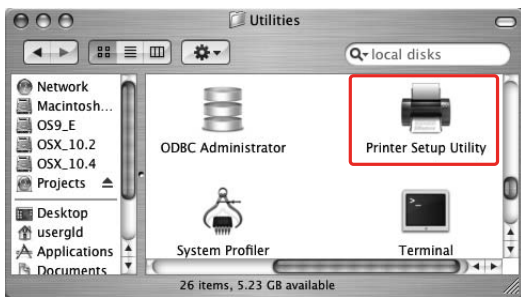 Utilities
local disks
Network
Macintosh...
OS9_E
OSX_10.2
OSX_10.4
Projects
Desktop
usergld
Applications
Documents
ODBC Administrator
Printer Setup Utility
System Profiler
>_
Terminal
26 items, 5.23 GB available